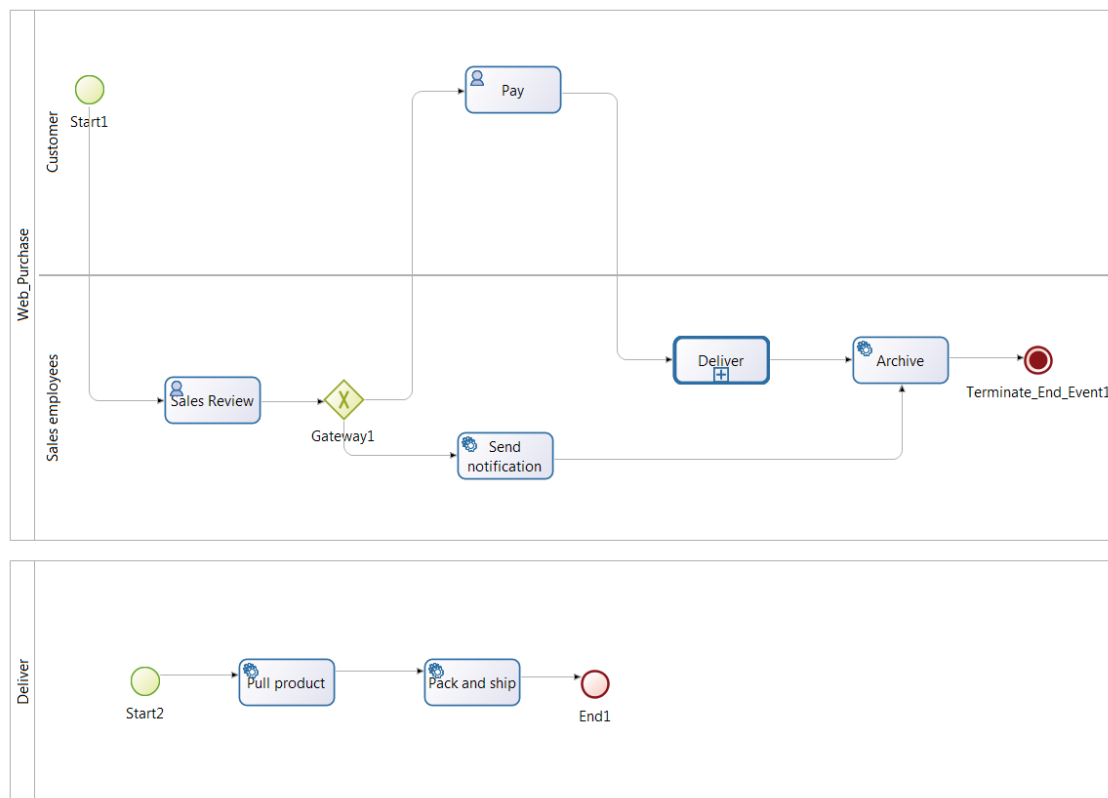 Web_Purchase
Customer
Start1
Pay
Sales employees
Sales Review
Gateway1
Send
notification
Deliver
Archive
Terminate_End_Event1
Deliver
Start2
Pull product
Pack and ship
End1